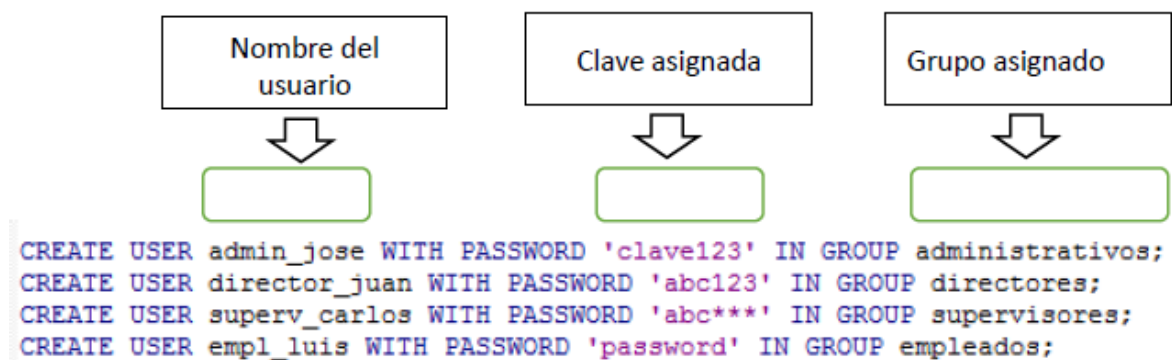 Nombre del
usuario
Clave asignada
Grupo asignado
CREATE USER admin_jose WITH PASSWORD 'clave123' IN GROUP administrativos;
CREATE USER director_juan WITH PASSWORD 'abc123' IN GROUP directores;
CREATE USER superv_carlos WITH PASSWORD 'abc***' IN GROUP supervisores;
CREATE USER empl_luis WITH PASSWORD 'password' IN GROUP empleados;